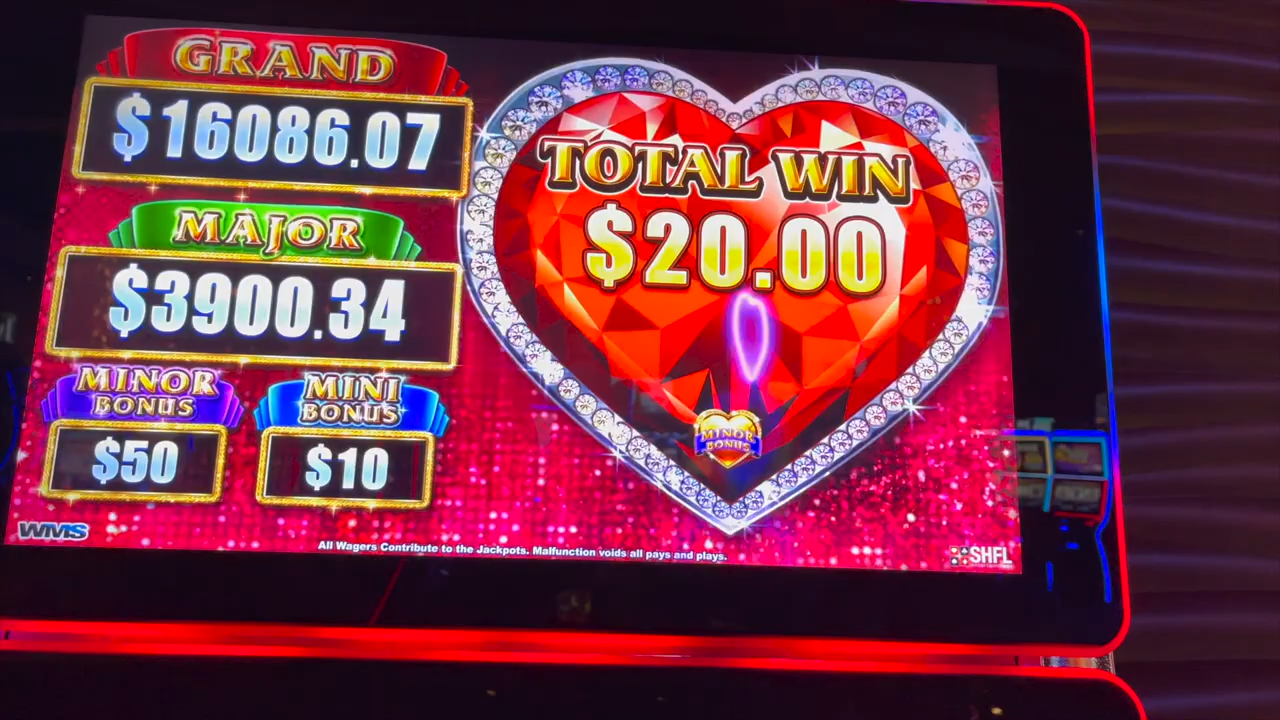 GRAND
$16086.07
MAJOR
$3900.34
MINOR
BONUS
$50
MINI
BONUS
$10
TOTAL WIN
$20.00
MINOR
BONUS
WMS
All Wagers Contribute to the Jackpots. Malfunction voids all pays and plays.
SHFL